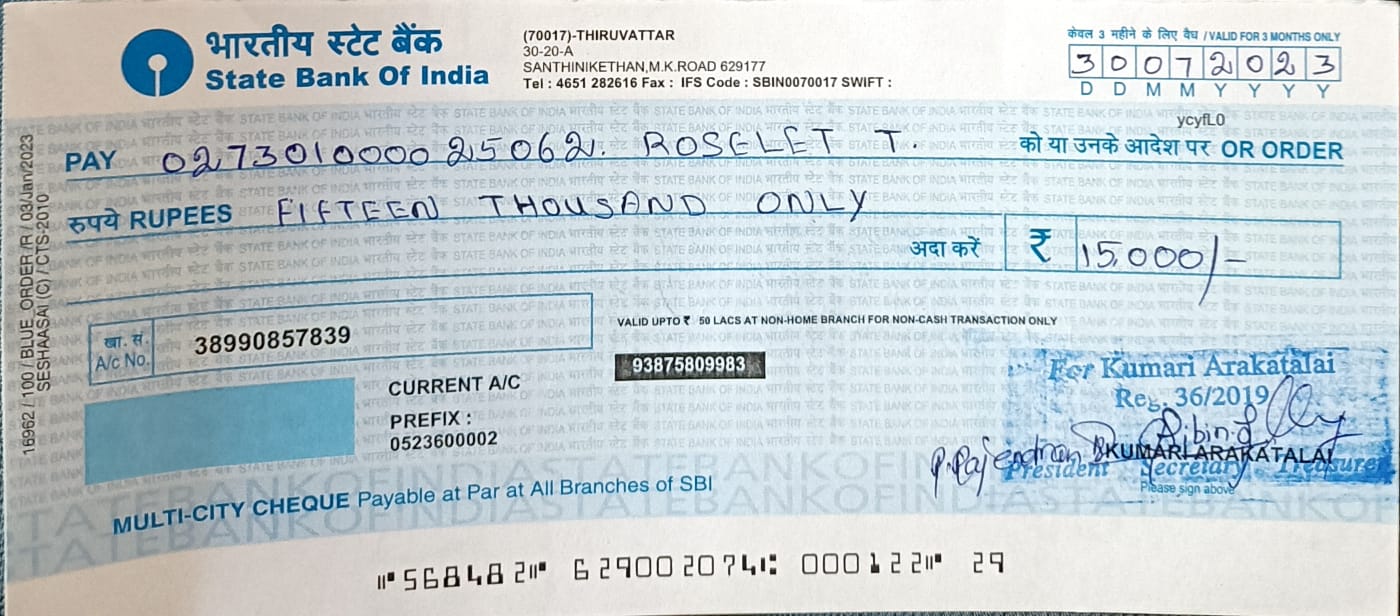 भारतीय स्टेट बैंक
State Bank Of India
(70017)-THIRUVATTAR
30-20-A
SANTHINIKETHAN,M.K.ROAD 629177
Tel : 4651 282616 Fax : IFS Code : SBIN0070017 SWIFT :
केवल 3 महीने के लिए वैध /VALID FOR 3 MONTHS ONLY
30072023
D D M M Y Y Y Y
ycyfL0
PAY 027301000025062. ROSELET T. को या उनके आदेश पर OR ORDER
रुपये RUPEES FIFTEEN THOUSAND ONLY
अदा करें ₹ 15,000/-
खा. सं.
A/c No. 38990857839
VALID UPTO ₹ 50 LACS AT NON-HOME BRANCH FOR NON-CASH TRANSACTION ONLY
93875809983
CURRENT A/C
PREFIX :
0523600002
For Kumari Arakatalai
Reg. 36/2019
P. Rajendran
Bibin
KUMARI ARAKATALAI
President Secretary Treasurer
Please sign above
MULTI-CITY CHEQUE Payable at Par at All Branches of SBI
⑈568482⑈ 629002074⑆ 000122⑈ 29
16962 / 100 / BLUE_ORDER / R / 03/Jan/2023
SESHAASAI (C) / CTS-2010